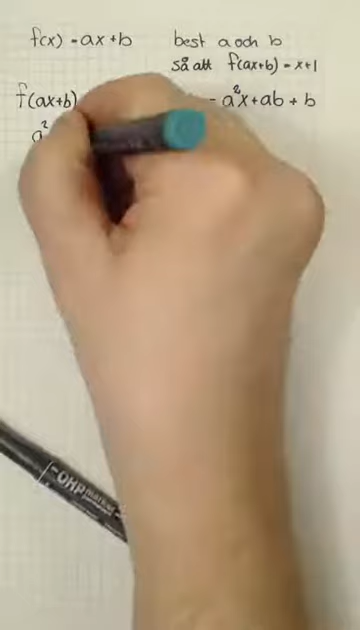 f(x) = ax + b
best a och b
så att f(ax+b) = x+1
f(ax+b)
= a²x + ab + b
a²
OHP marker